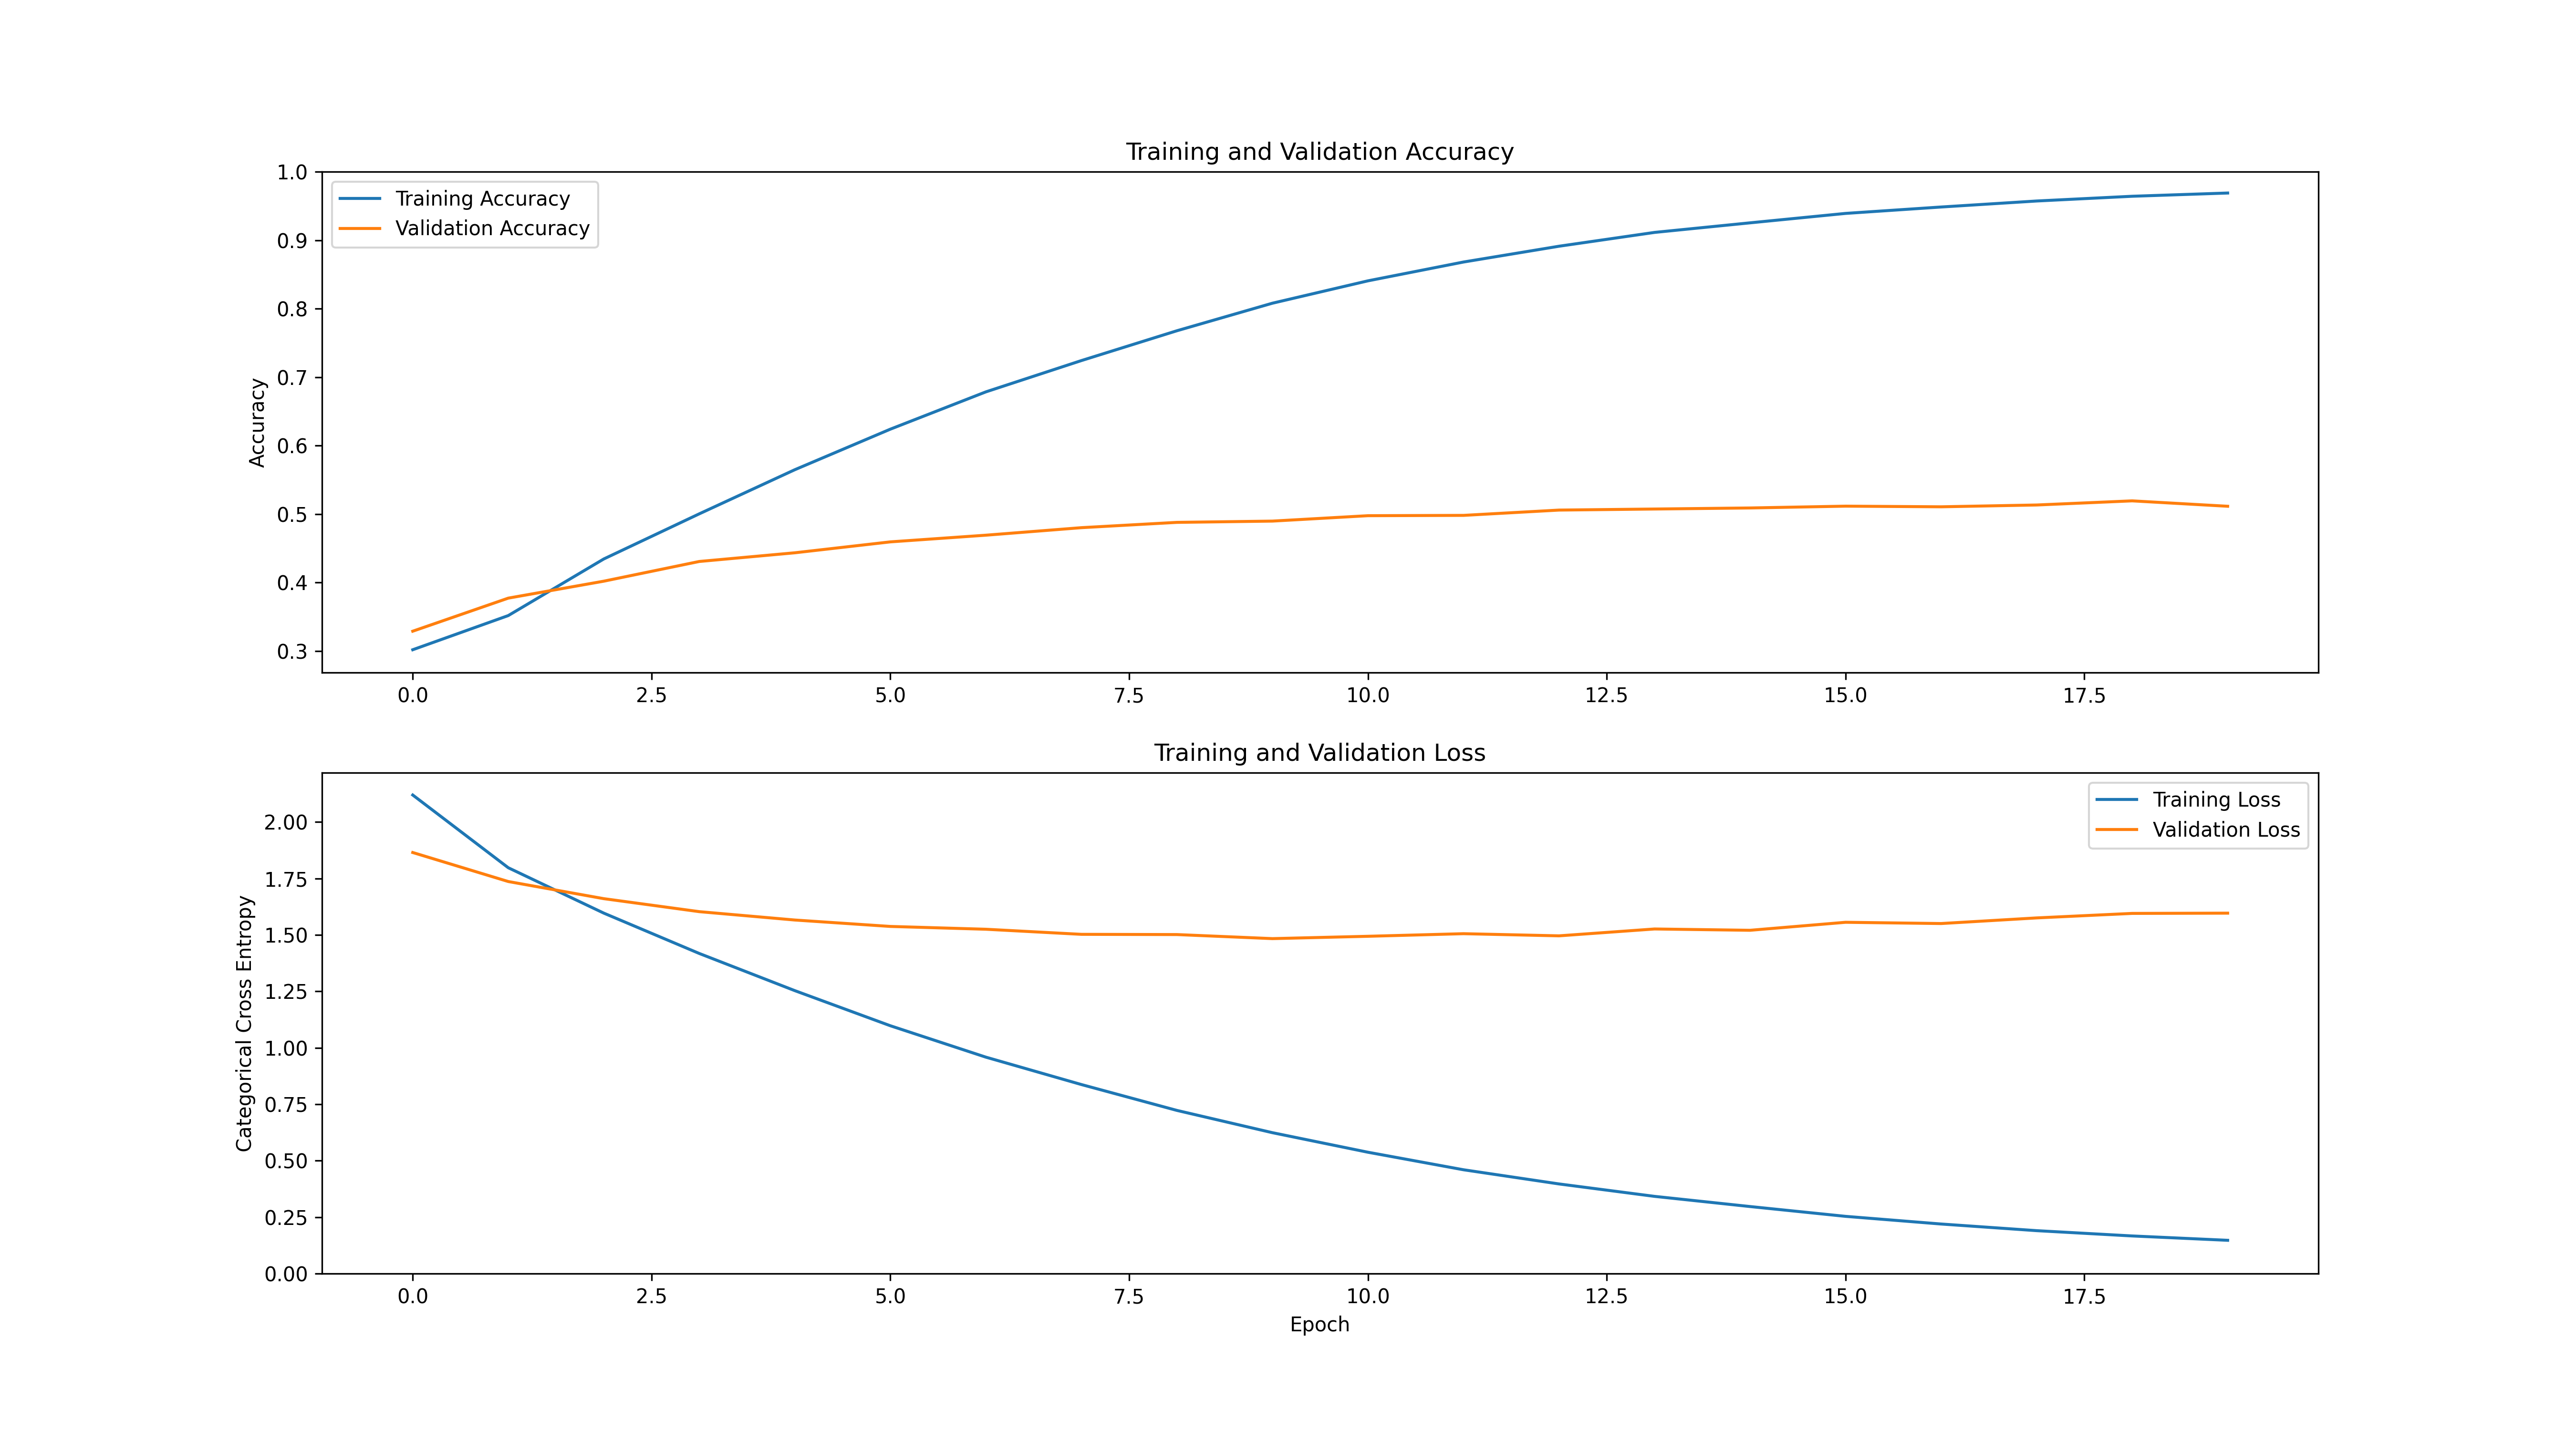 Training and Validation Accuracy
1.0
0.9
0.8
0.7
0.6
0.5
0.4
0.3
Accuracy
Training Accuracy
Validation Accuracy
0.0 2.5 5.0 7.5 10.0 12.5 15.0 17.5
Training and Validation Loss
2.00
1.75
1.50
1.25
1.00
0.75
0.50
0.25
0.00
Categorical Cross Entropy
Training Loss
Validation Loss
0.0 2.5 5.0 7.5 10.0 12.5 15.0 17.5
Epoch